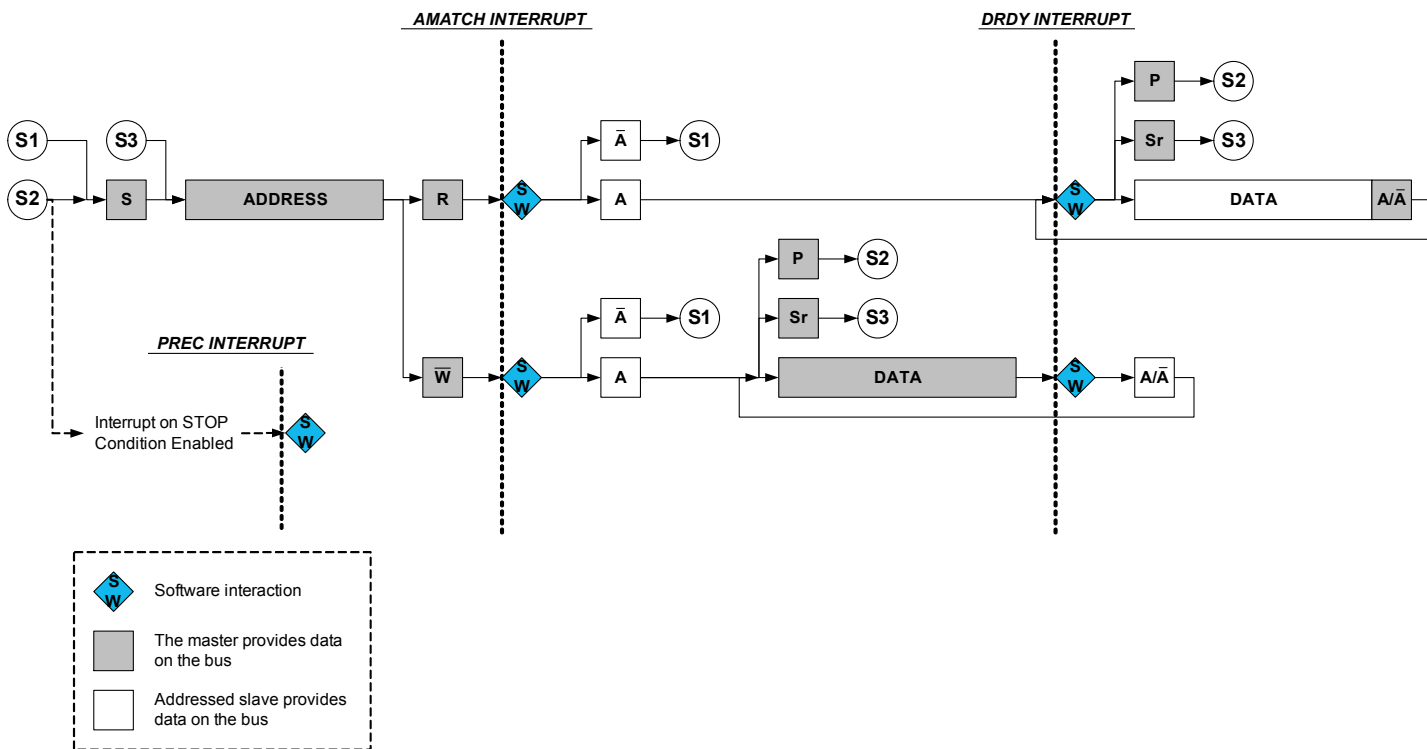 AMATCH INTERRUPT
DRDY INTERRUPT
P
S2
S1
S3
A̅
S1
Sr
S3
S2
S
ADDRESS
R
S
W
A
S
W
DATA
A/A̅
P
S2
A̅
S1
Sr
S3
PREC INTERRUPT
W̅
S
W
A
DATA
S
W
A/A̅
Interrupt on STOP
Condition Enabled
S
W
S
W
Software interaction
The master provides data
on the bus
Addressed slave provides
data on the bus